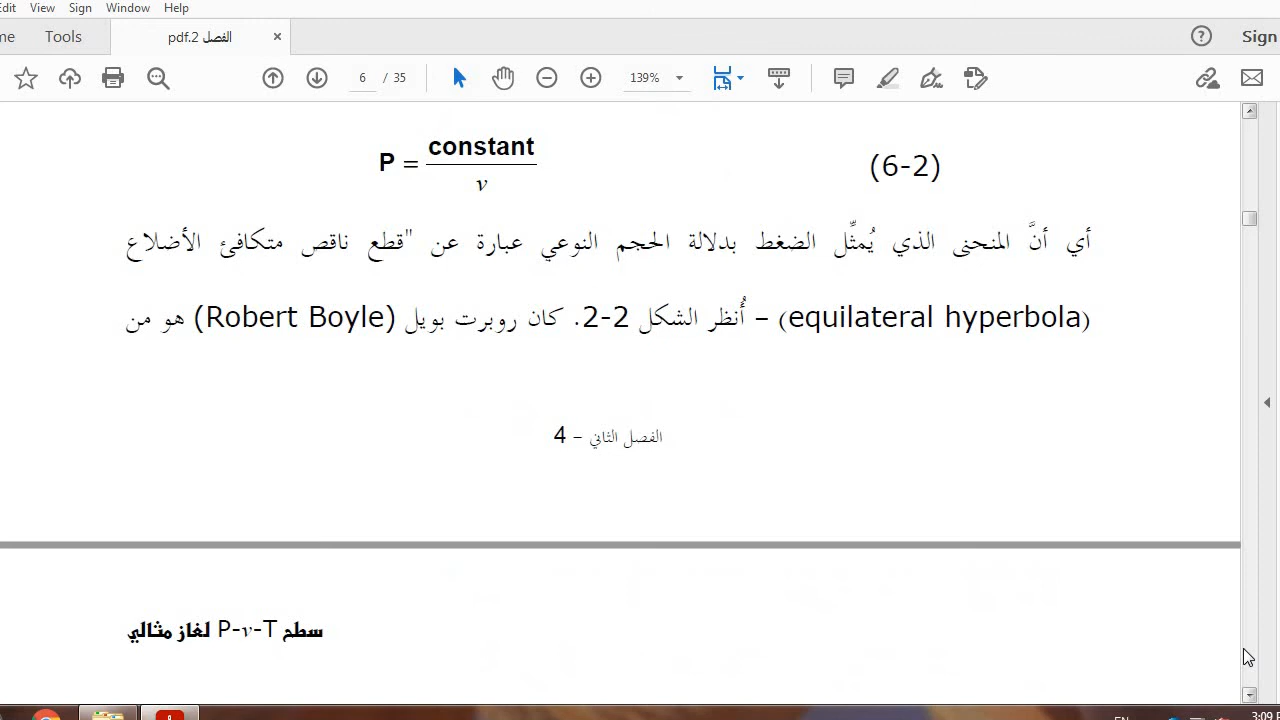 Edit View Sign Window Help
me Tools الفصل 2.pdf × Sign
6 / 35 139%
P = constant / v (6-2)
أي أنَّ المنحنى الذي يُمثِّل الضغط بدلالة الحجم النوعي عبارة عن "قطع ناقص متكافئ الأضلاع
(equilateral hyperbola) – أُنظر الشكل 2-2. كان روبرت بويل (Robert Boyle) هو من
الفصل الثاني – 4
سطح P-v-T لغاز مثالي
EN